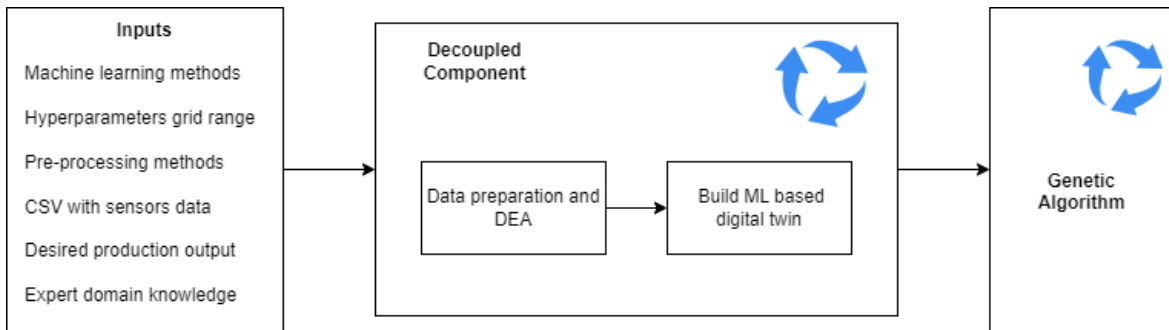 Inputs
Machine learning methods
Hyperparameters grid range
Pre-processing methods
CSV with sensors data
Desired production output
Expert domain knowledge
Decoupled
Component
Data preparation and
DEA
Build ML based
digital twin
Genetic
Algorithm